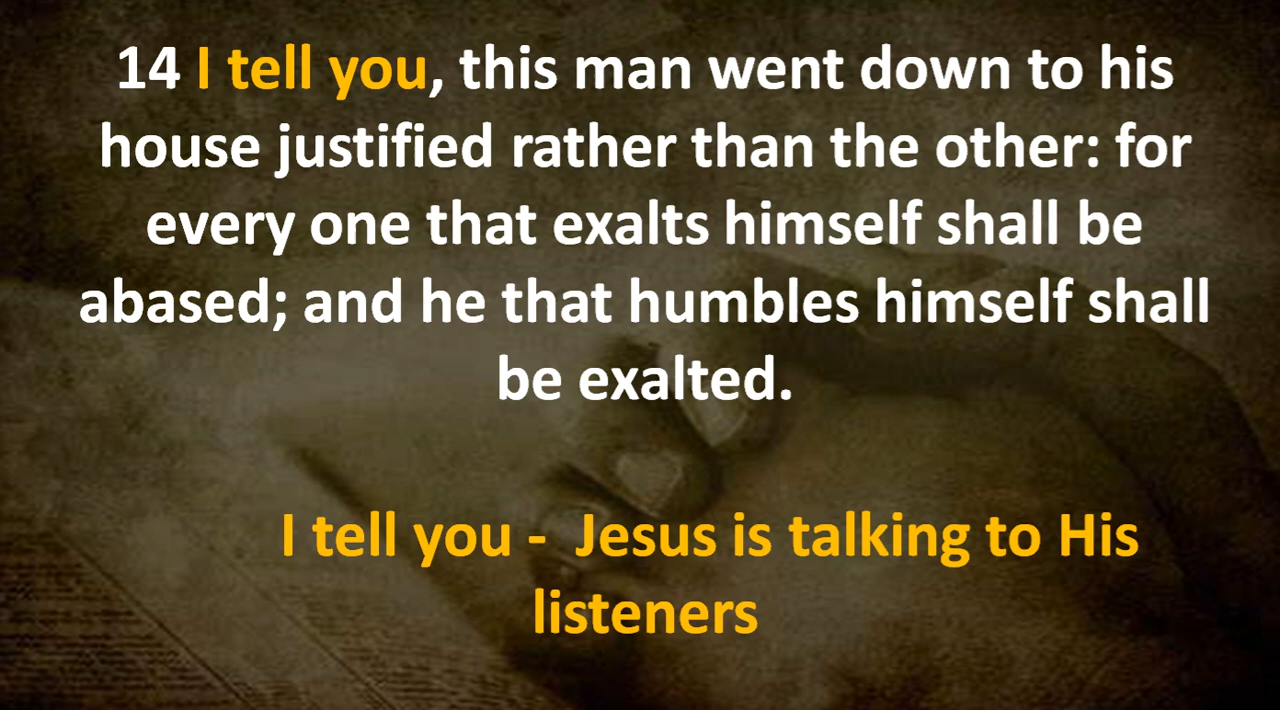 14 I tell you, this man went down to his
house justified rather than the other: for
every one that exalts himself shall be
abased; and he that humbles himself shall
be exalted.
I tell you - Jesus is talking to His
listeners